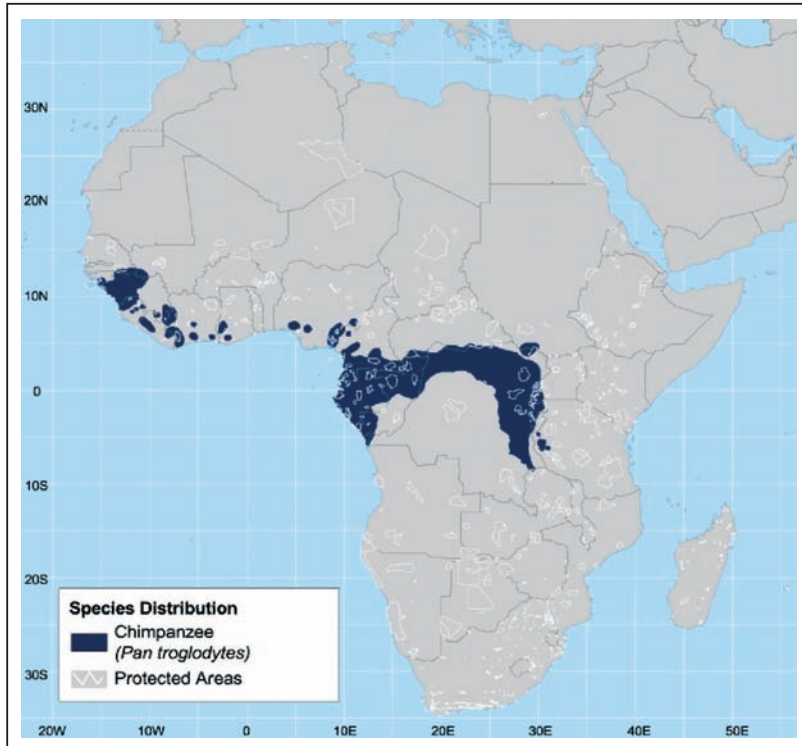 30N
20N
10N
0
10S
20S
30S
Species Distribution
Chimpanzee
(Pan troglodytes)
Protected Areas
20W 10W 0 10E 20E 30E 40E 50E